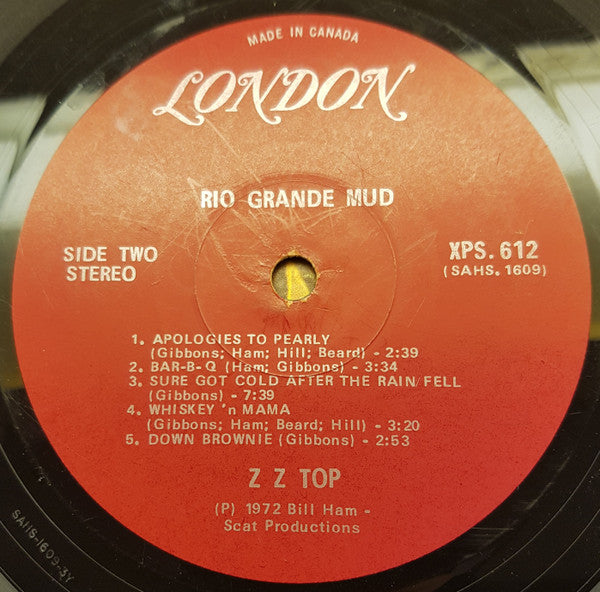 MADE IN CANADA
LONDON
RIO GRANDE MUD
SIDE TWO
STEREO
XPS. 612
(SAHS. 1609)
1. APOLOGIES TO PEARLY
(Gibbons; Ham; Hill; Beard) - 2:39
2. BAR-B-Q (Ham; Gibbons) - 3:34
3. SURE GOT COLD AFTER THE RAIN FELL
(Gibbons) - 7:39
4. WHISKEY 'n MAMA
(Gibbons; Ham; Beard; Hill) - 3:20
5. DOWN BROWNIE (Gibbons) - 2:53
Z Z TOP
(P) 1972 Bill Ham -
Scat Productions
SAHS-1609-3Y